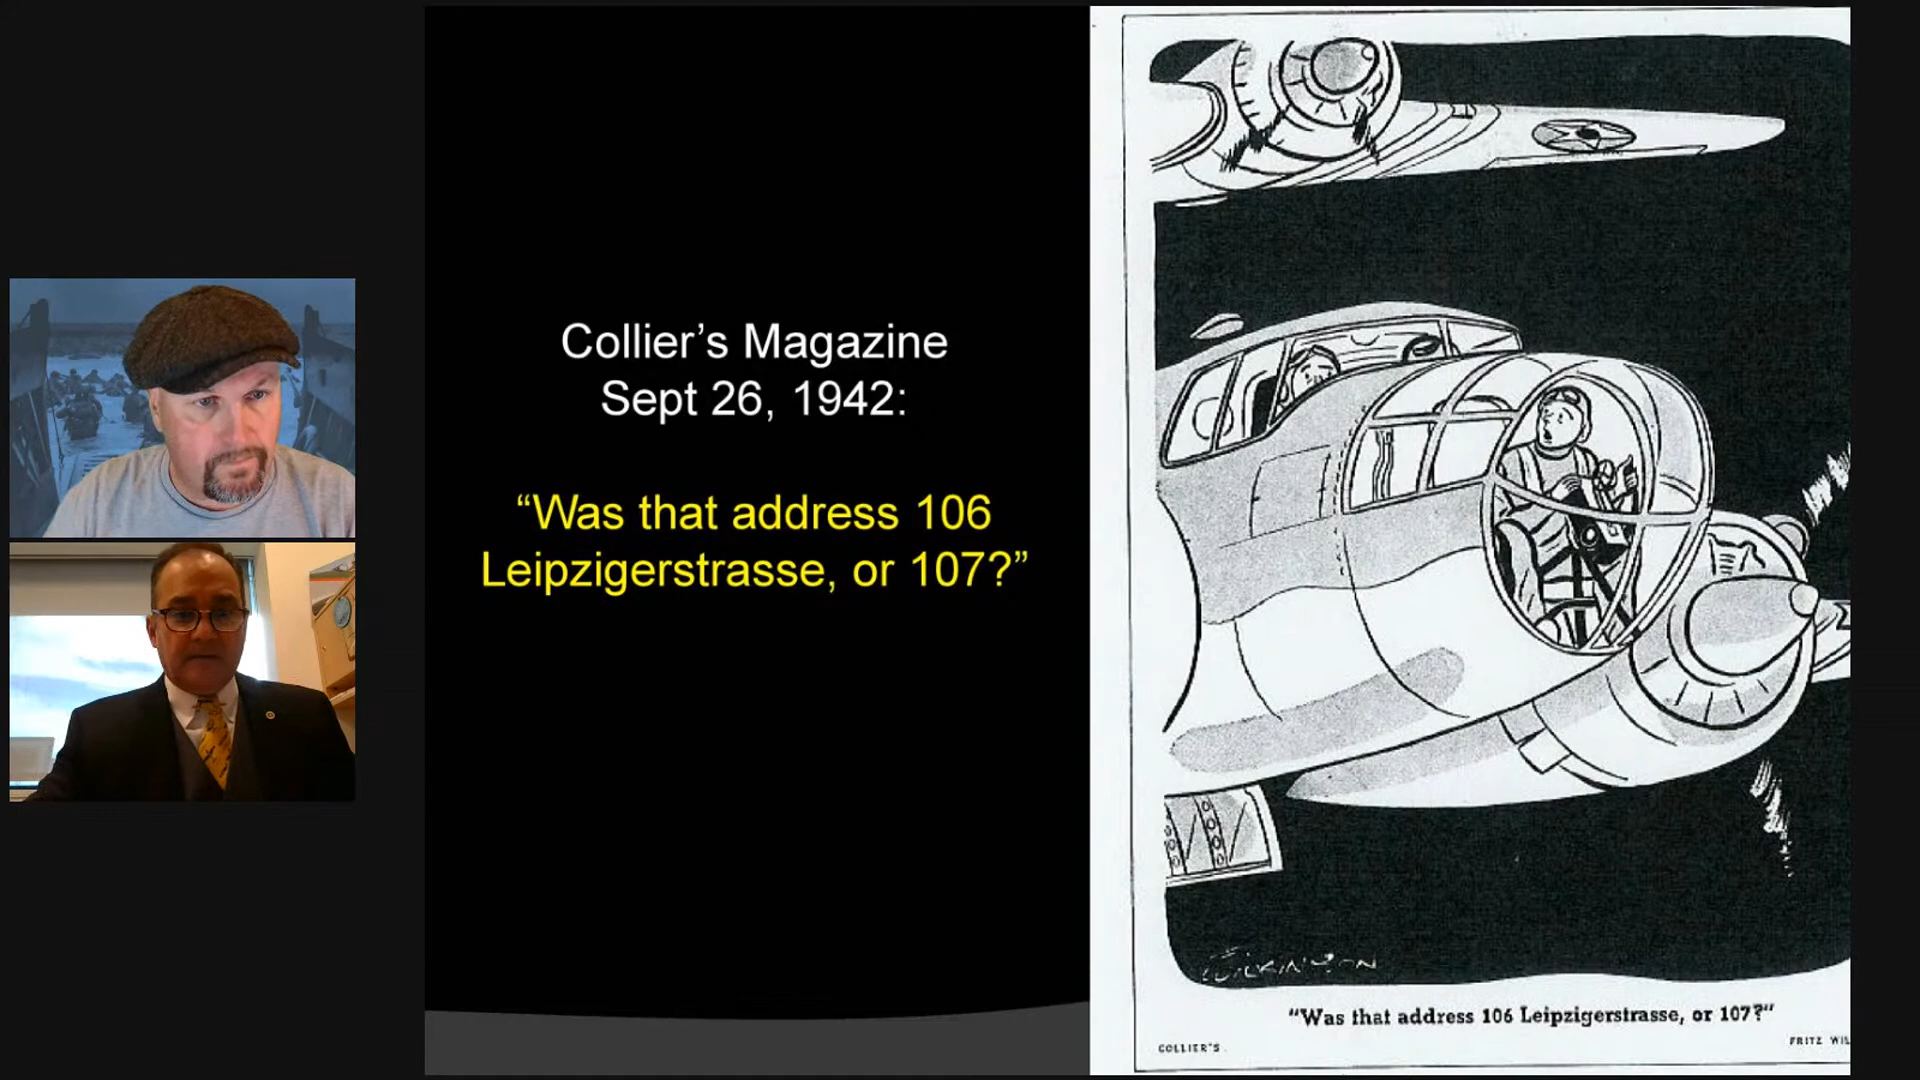 Collier’s Magazine
Sept 26, 1942:
“Was that address 106
Leipzigerstrasse, or 107?”
“Was that address 106 Leipzigerstrasse, or 107?”
COLLIER'S
FRITZ